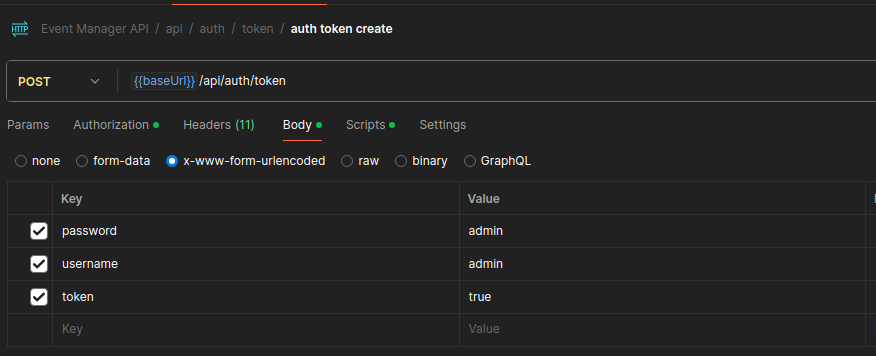 HTTP Event Manager API / api / auth / token / auth token create
POST {{baseUrl}} /api/auth/token
Params Authorization Headers (11) Body Scripts Settings
none form-data x-www-form-urlencoded raw binary GraphQL
Key Value
password admin
username admin
token true
Key Value